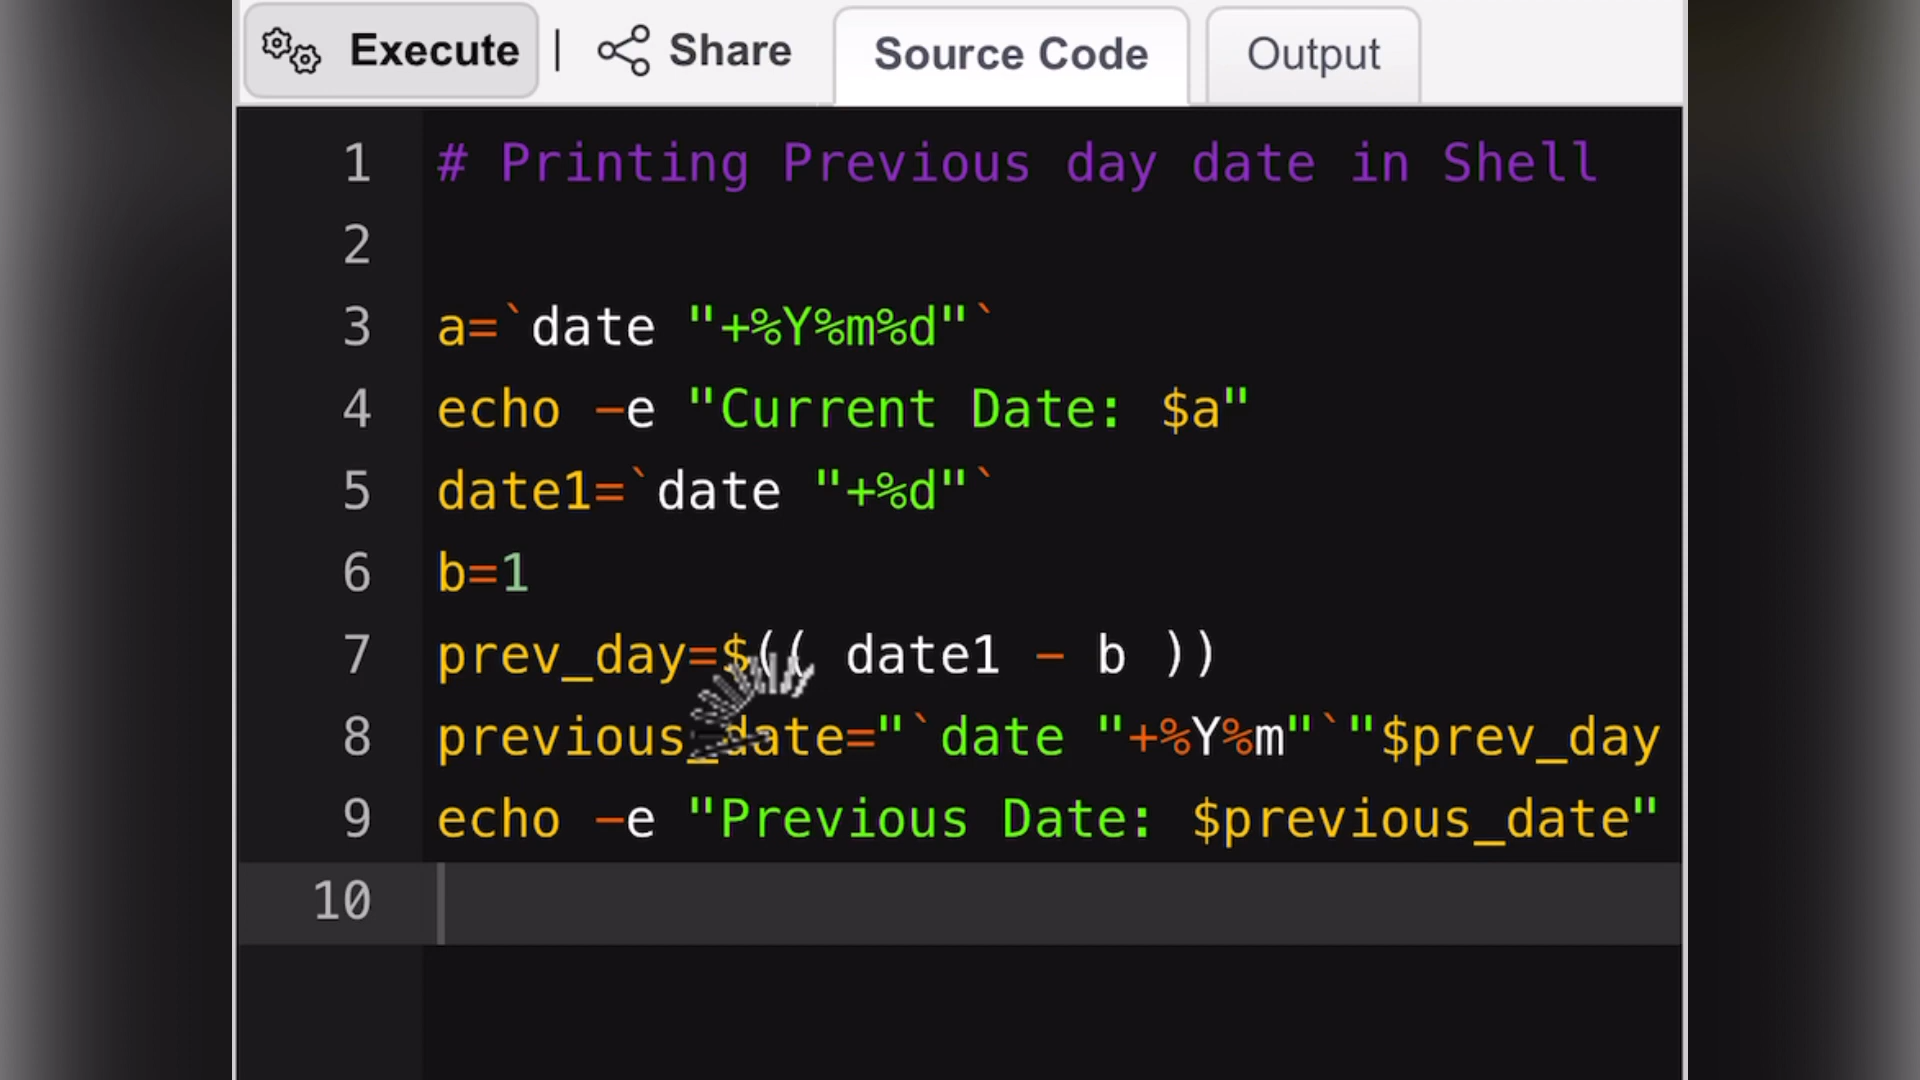 Execute | Share Source Code Output
1 # Printing Previous day date in Shell
2
3 a=`date "+%Y%m%d"`
4 echo -e "Current Date: $a"
5 date1=`date "+%d"`
6 b=1
7 prev_day=$(( date1 - b ))
8 previous_date="`date "+%Y%m"`"$prev_day
9 echo -e "Previous Date: $previous_date"
10